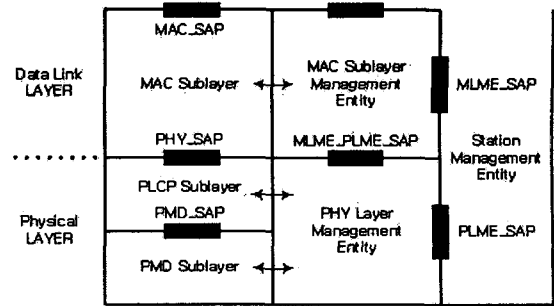 MAC_SAP
Data Link
LAYER
MAC Sublayer
MAC Sublayer
Management
Entity
MLME_SAP
PHY_SAP
MLME_PLME_SAP
Station
Management
Entity
PLCP Sublayer
Physical
LAYER
PMD_SAP
PHY Layer
Management
Entity
PLME_SAP
PMD Sublayer